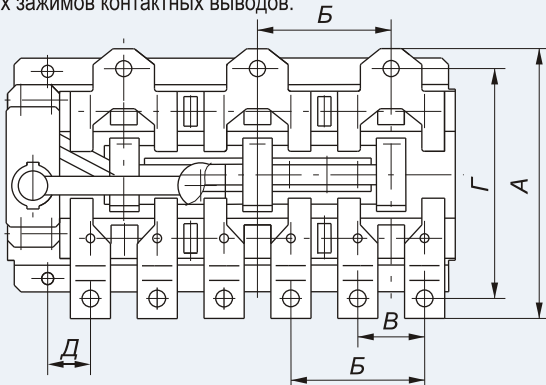 х зажимов контактных выводов.
Б
Г
А
В
Д
Б